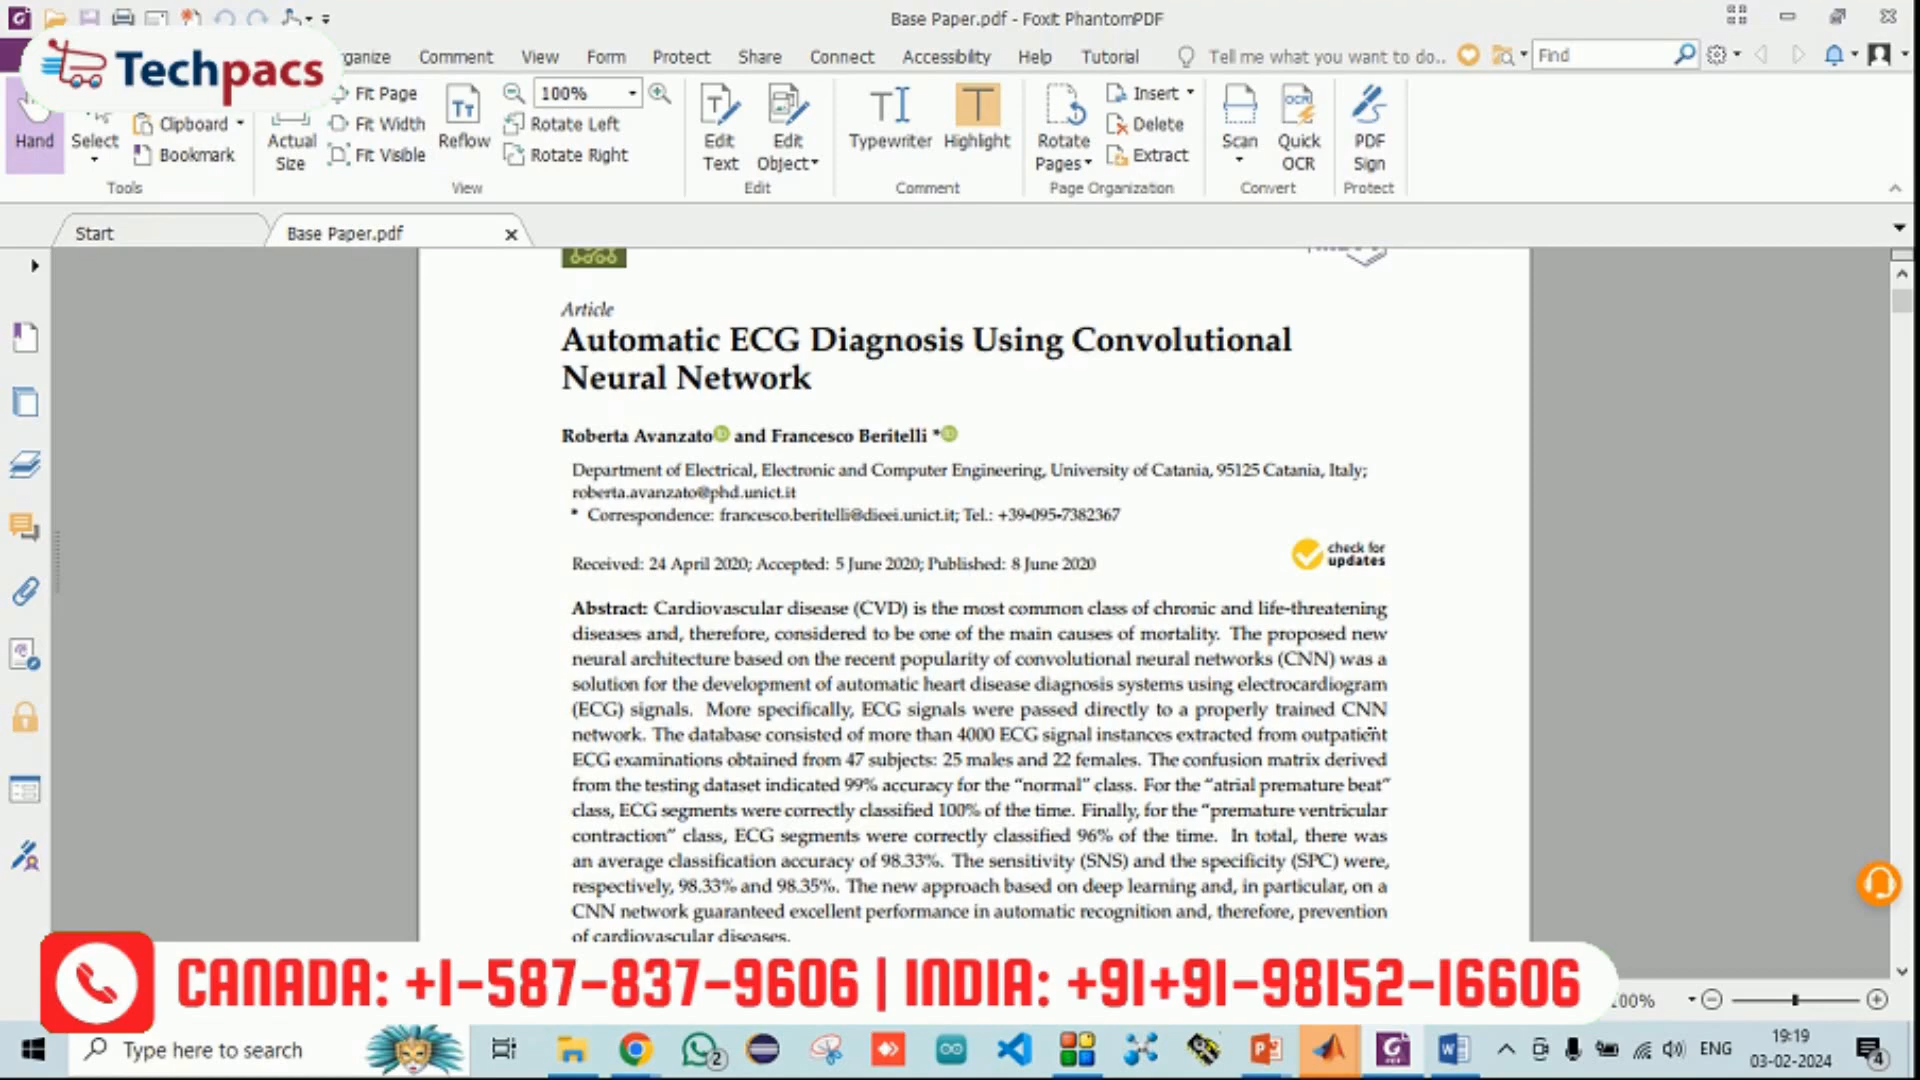 Base Paper.pdf - Foxit PhantomPDF
Techpacs
Comment View Form Protect Share Connect Accessibility Help Tutorial Tell me what you want to do.. Find
Hand
Select
Clipboard
Bookmark
Tools
Actual Size
Fit Page
Fit Width
Fit Visible
Reflow
100%
Rotate Left
Rotate Right
View
Edit Text
Edit Object
Edit
Typewriter
Highlight
Comment
Rotate Pages
Insert
Delete
Extract
Page Organization
Scan
Quick OCR
Convert
PDF Sign
Protect
Start
Base Paper.pdf
Article
Automatic ECG Diagnosis Using Convolutional
Neural Network
Roberta Avanzato and Francesco Beritelli *
Department of Electrical, Electronic and Computer Engineering, University of Catania, 95125 Catania, Italy;
roberta.avanzato@phd.unict.it
* Correspondence: francesco.beritelli@dieei.unict.it; Tel.: +39-095-7382367
check for
updates
Received: 24 April 2020; Accepted: 5 June 2020; Published: 8 June 2020
Abstract: Cardiovascular disease (CVD) is the most common class of chronic and life-threatening
diseases and, therefore, considered to be one of the main causes of mortality. The proposed new
neural architecture based on the recent popularity of convolutional neural networks (CNN) was a
solution for the development of automatic heart disease diagnosis systems using electrocardiogram
(ECG) signals. More specifically, ECG signals were passed directly to a properly trained CNN
network. The database consisted of more than 4000 ECG signal instances extracted from outpatient
ECG examinations obtained from 47 subjects: 25 males and 22 females. The confusion matrix derived
from the testing dataset indicated 99% accuracy for the “normal” class. For the “atrial premature beat”
class, ECG segments were correctly classified 100% of the time. Finally, for the “premature ventricular
contraction” class, ECG segments were correctly classified 96% of the time. In total, there was
an average classification accuracy of 98.33%. The sensitivity (SNS) and the specificity (SPC) were,
respectively, 98.33% and 98.35%. The new approach based on deep learning and, in particular, on a
CNN network guaranteed excellent performance in automatic recognition and, therefore, prevention
of cardiovascular diseases.
CANADA: +1-587-837-9606 | INDIA: +91+91-98152-16606
Type here to search
2
ENG
19:19
03-02-2024
4